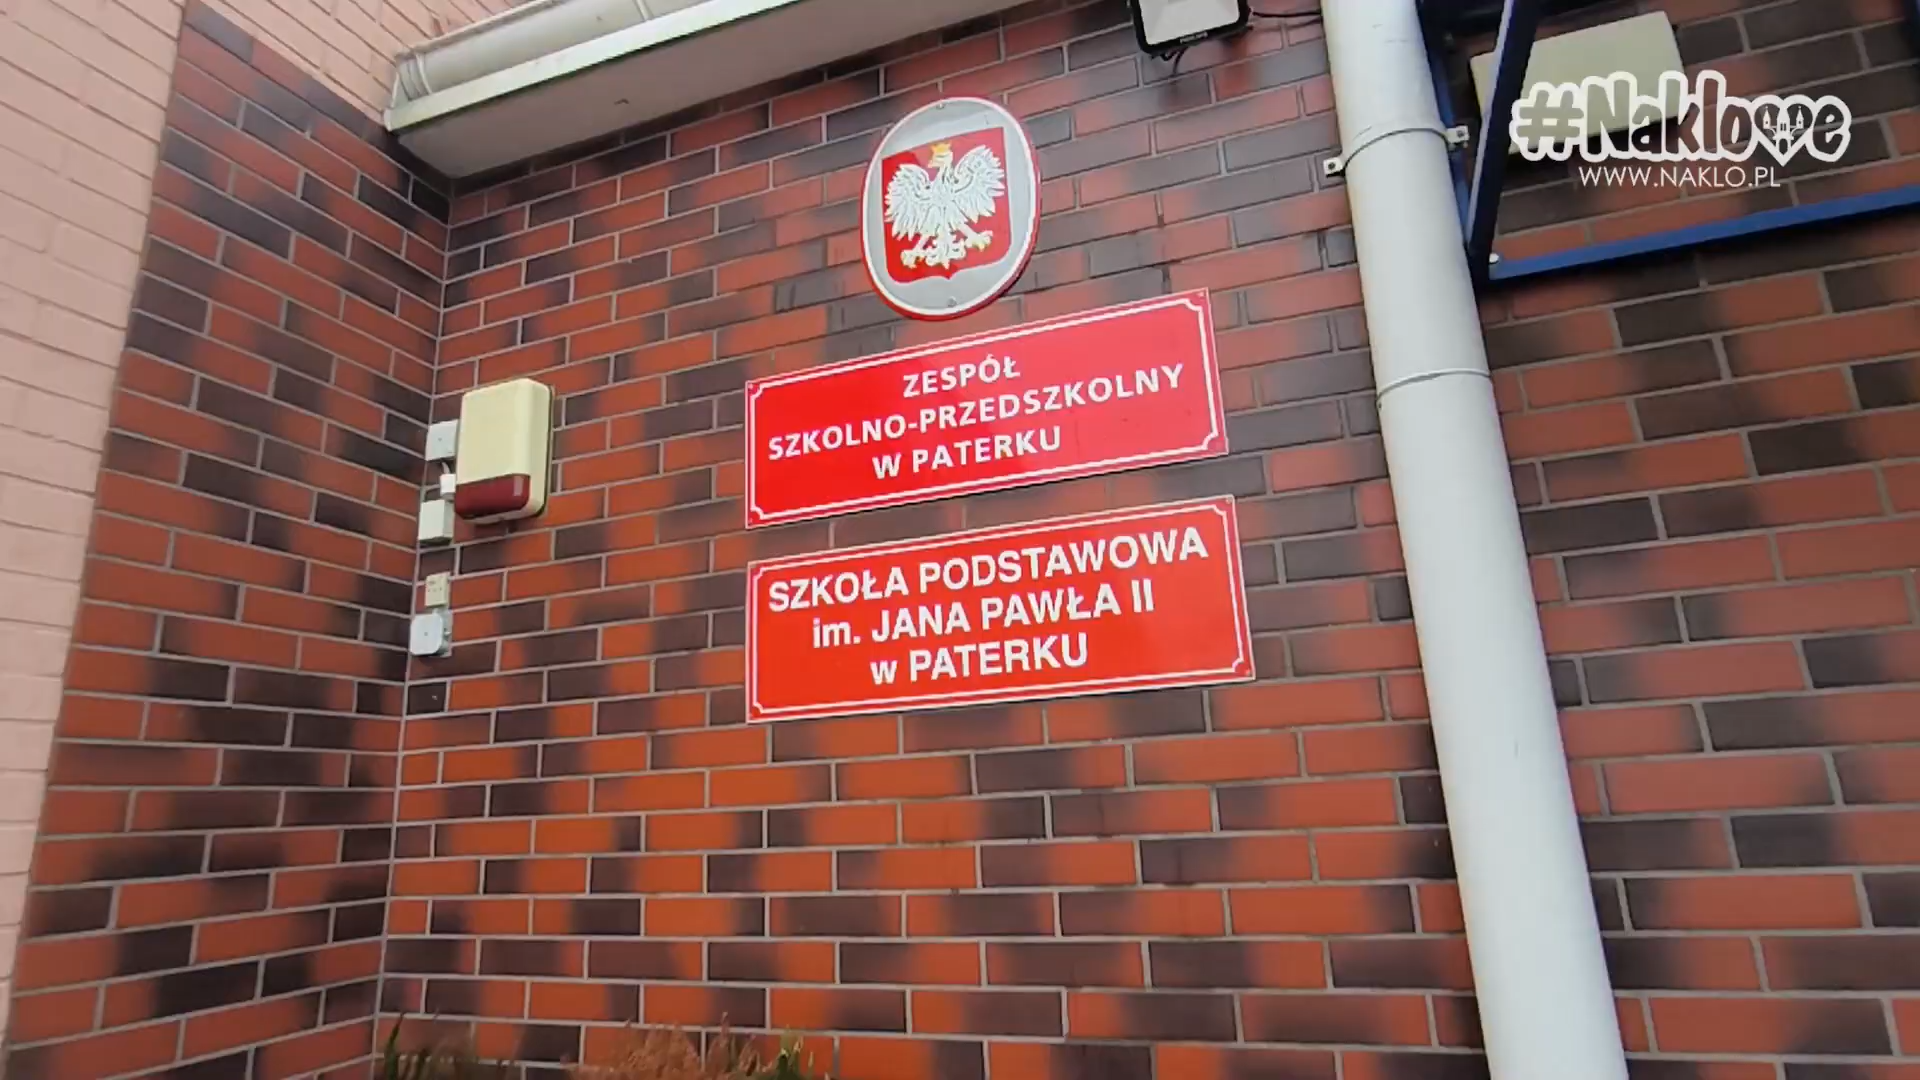 #Naklove
WWW.NAKLO.PL
ZESPÓŁ
SZKOLNO-PRZEDSZKOLNY
W PATERKU
SZKOŁA PODSTAWOWA
im. JANA PAWŁA II
w PATERKU